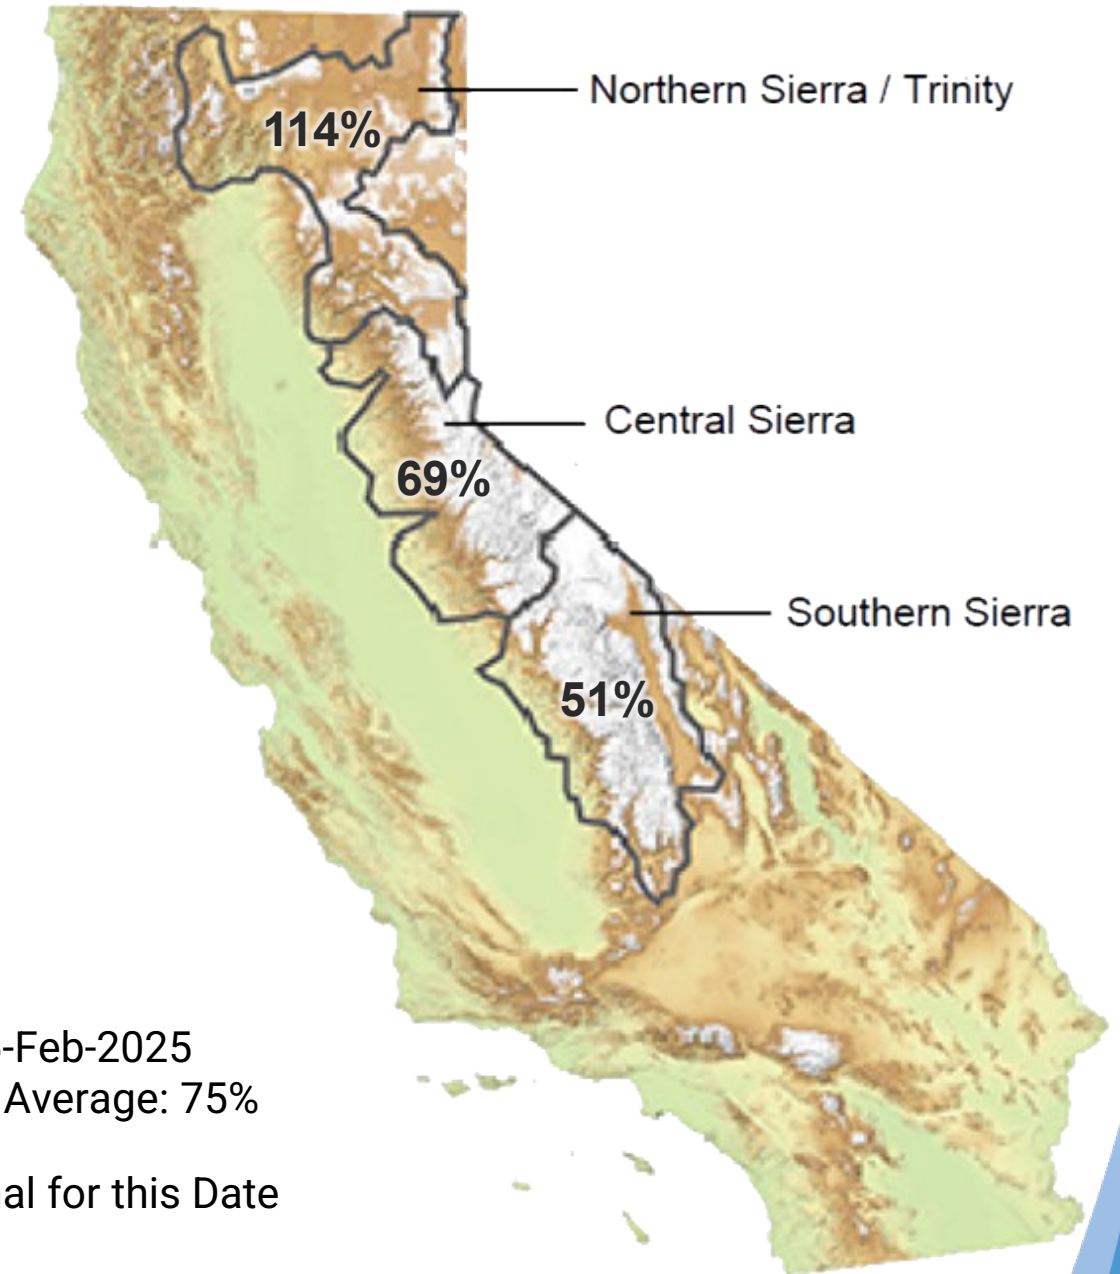 Northern Sierra / Trinity
114%
Central Sierra
69%
Southern Sierra
51%
-Feb-2025
Average: 75%
al for this Date